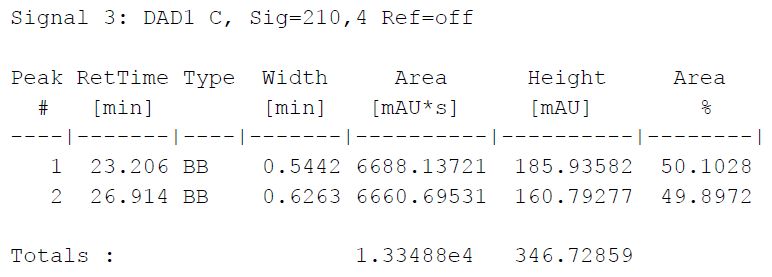 Signal 3: DAD1 C, Sig=210,4 Ref=off
Peak RetTime Type  Width     Area      Height     Area
  #   [min]        [min]   [mAU*s]     [mAU]        %
----|-------|----|-------|----------|----------|--------|
   1  23.206 BB    0.5442 6688.13721  185.93582  50.1028
   2  26.914 BB    0.6263 6660.69531  160.79277  49.8972
Totals :                  1.33488e4   346.72859